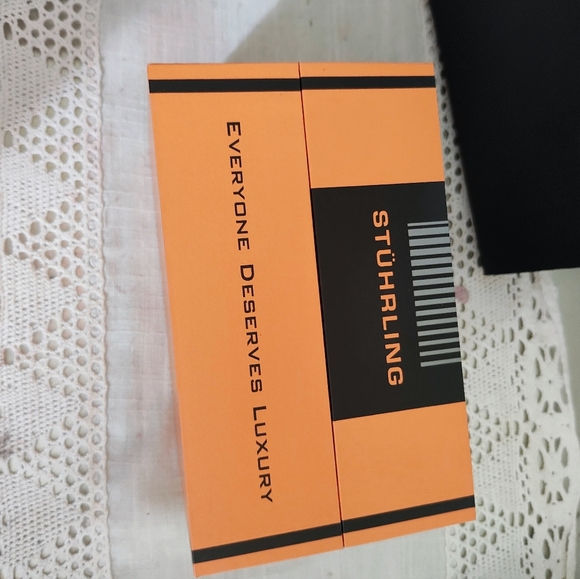 STÜHRLING
EVERYONE DESERVES LUXURY